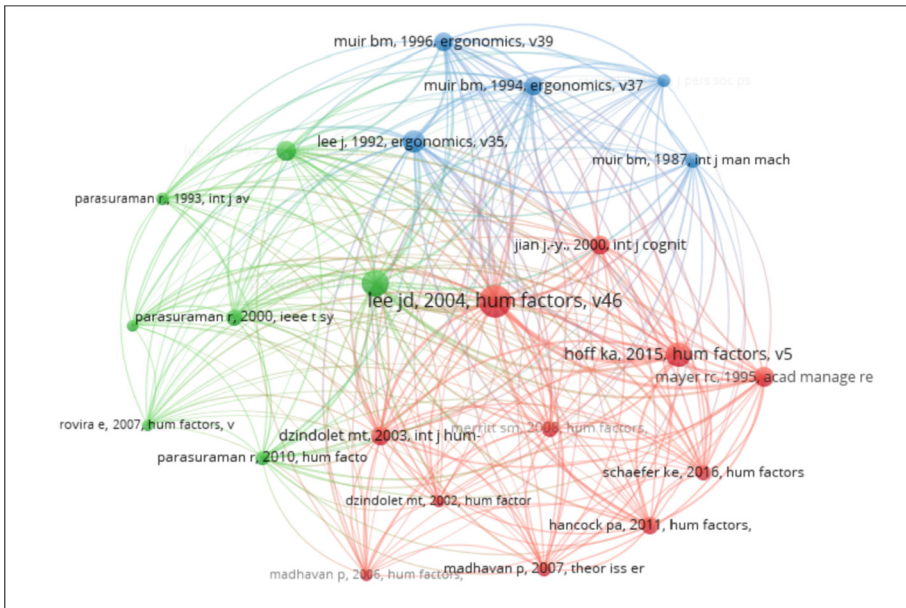 muir bm, 1996, ergonomics, v39
muir bm, 1994, ergonomics, v37
j pers soc ps
lee j, 1992, ergonomics, v35,
muir bm, 1987, int j man mach
parasuraman r, 1993, int j av
jian j.-y., 2000, int j cognit
lee jd, 2004, hum factors, v46
parasuraman r, 2000, ieee t sy
hoff ka, 2015, hum factors, v5
mayer rc, 1995, acad manage re
rovira e, 2007, hum factors, v
merritt sm, 2008, hum factors,
dzindolet mt, 2003, int j hum-
parasuraman r, 2010, hum facto
schaefer ke, 2016, hum factors
dzindolet mt, 2002, hum factor
hancock pa, 2011, hum factors,
madhavan p, 2007, theor iss er
madhavan p, 2006, hum factors,